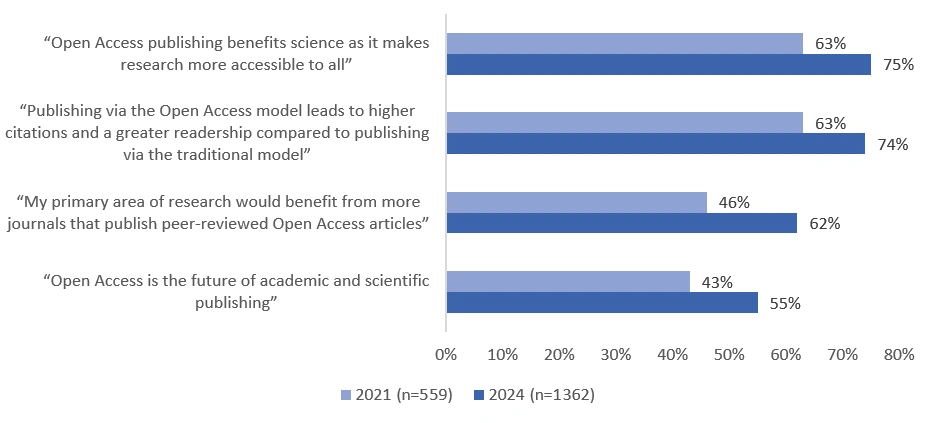 “Open Access publishing benefits science as it makes
research more accessible to all”
63%
75%
“Publishing via the Open Access model leads to higher
citations and a greater readership compared to publishing
via the traditional model”
63%
74%
“My primary area of research would benefit from more
journals that publish peer-reviewed Open Access articles”
46%
62%
“Open Access is the future of academic and scientific
publishing”
43%
55%
0% 10% 20% 30% 40% 50% 60% 70% 80%
2021 (n=559) 2024 (n=1362)